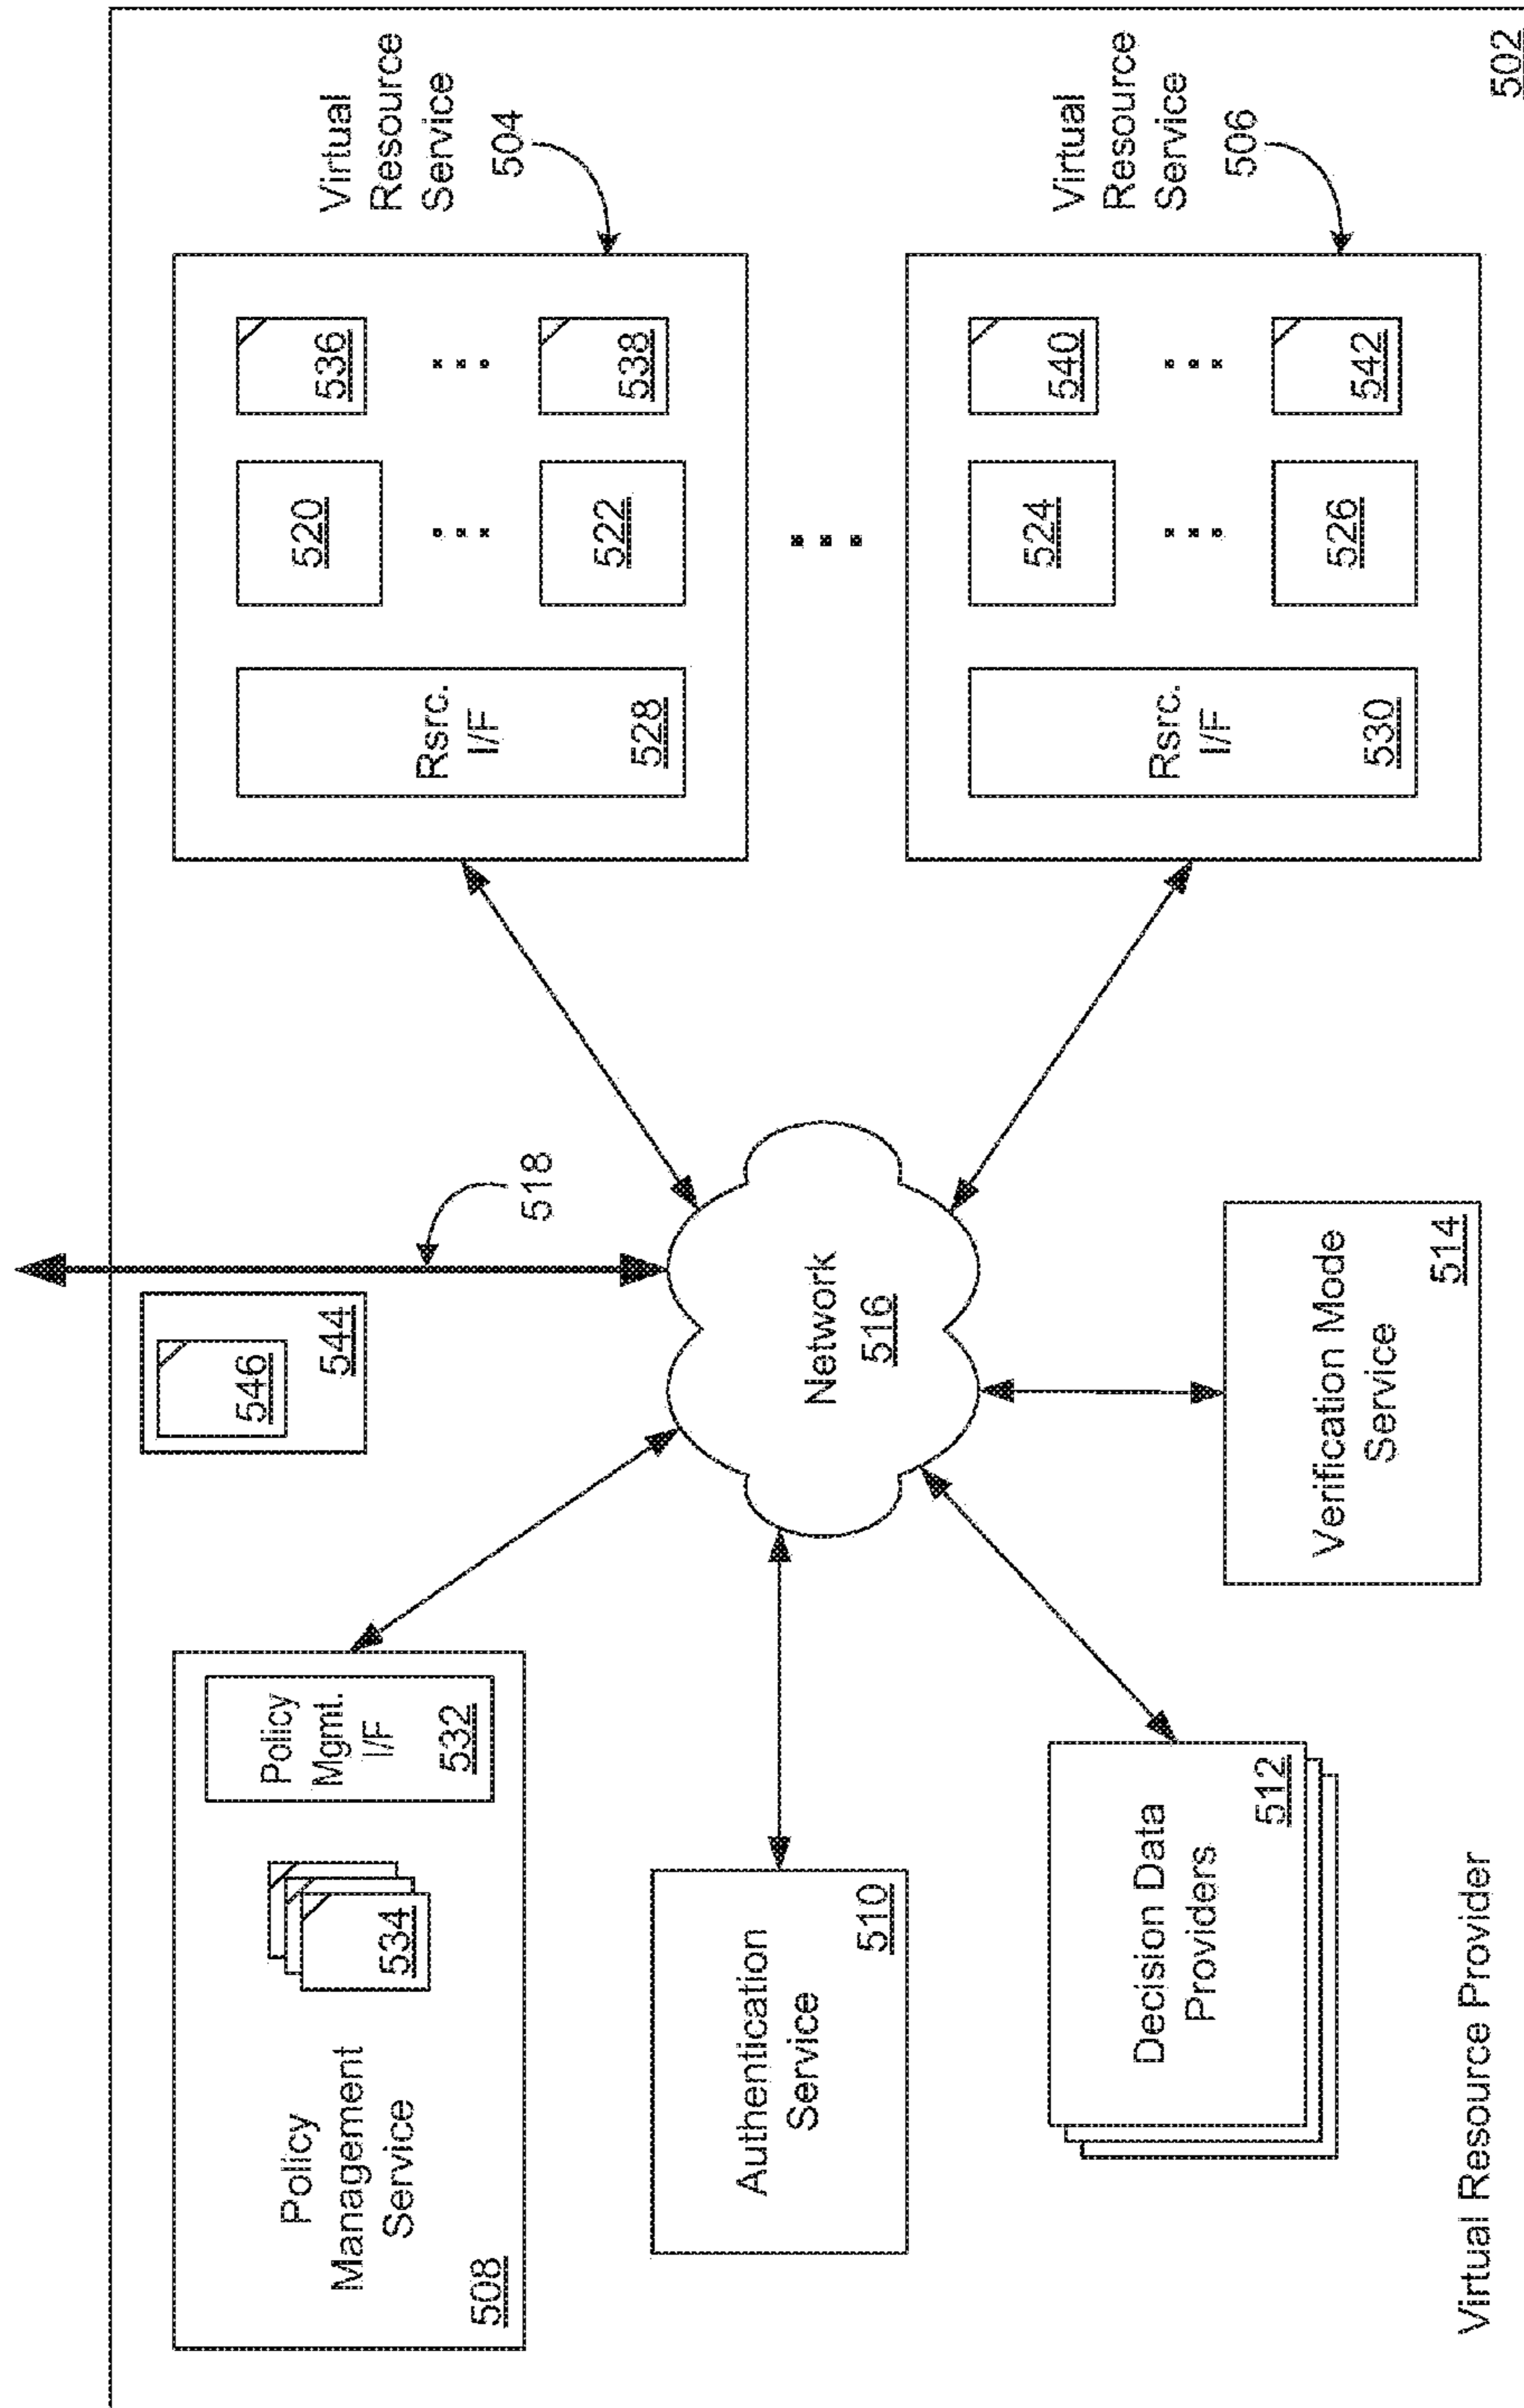 Policy
Management
Service
508
534
Policy
Mgmt.
I/F
532
546
544
518
Virtual
Resource
Service
504
Rsrc.
I/F
528
520
...
522
536
...
538
Authentication
Service
510
Network
516
...
Decision Data
Providers
512
Verification Mode
Service
514
Virtual
Resource
Service
506
Rsrc.
I/F
530
524
...
526
540
...
542
Virtual Resource Provider
502